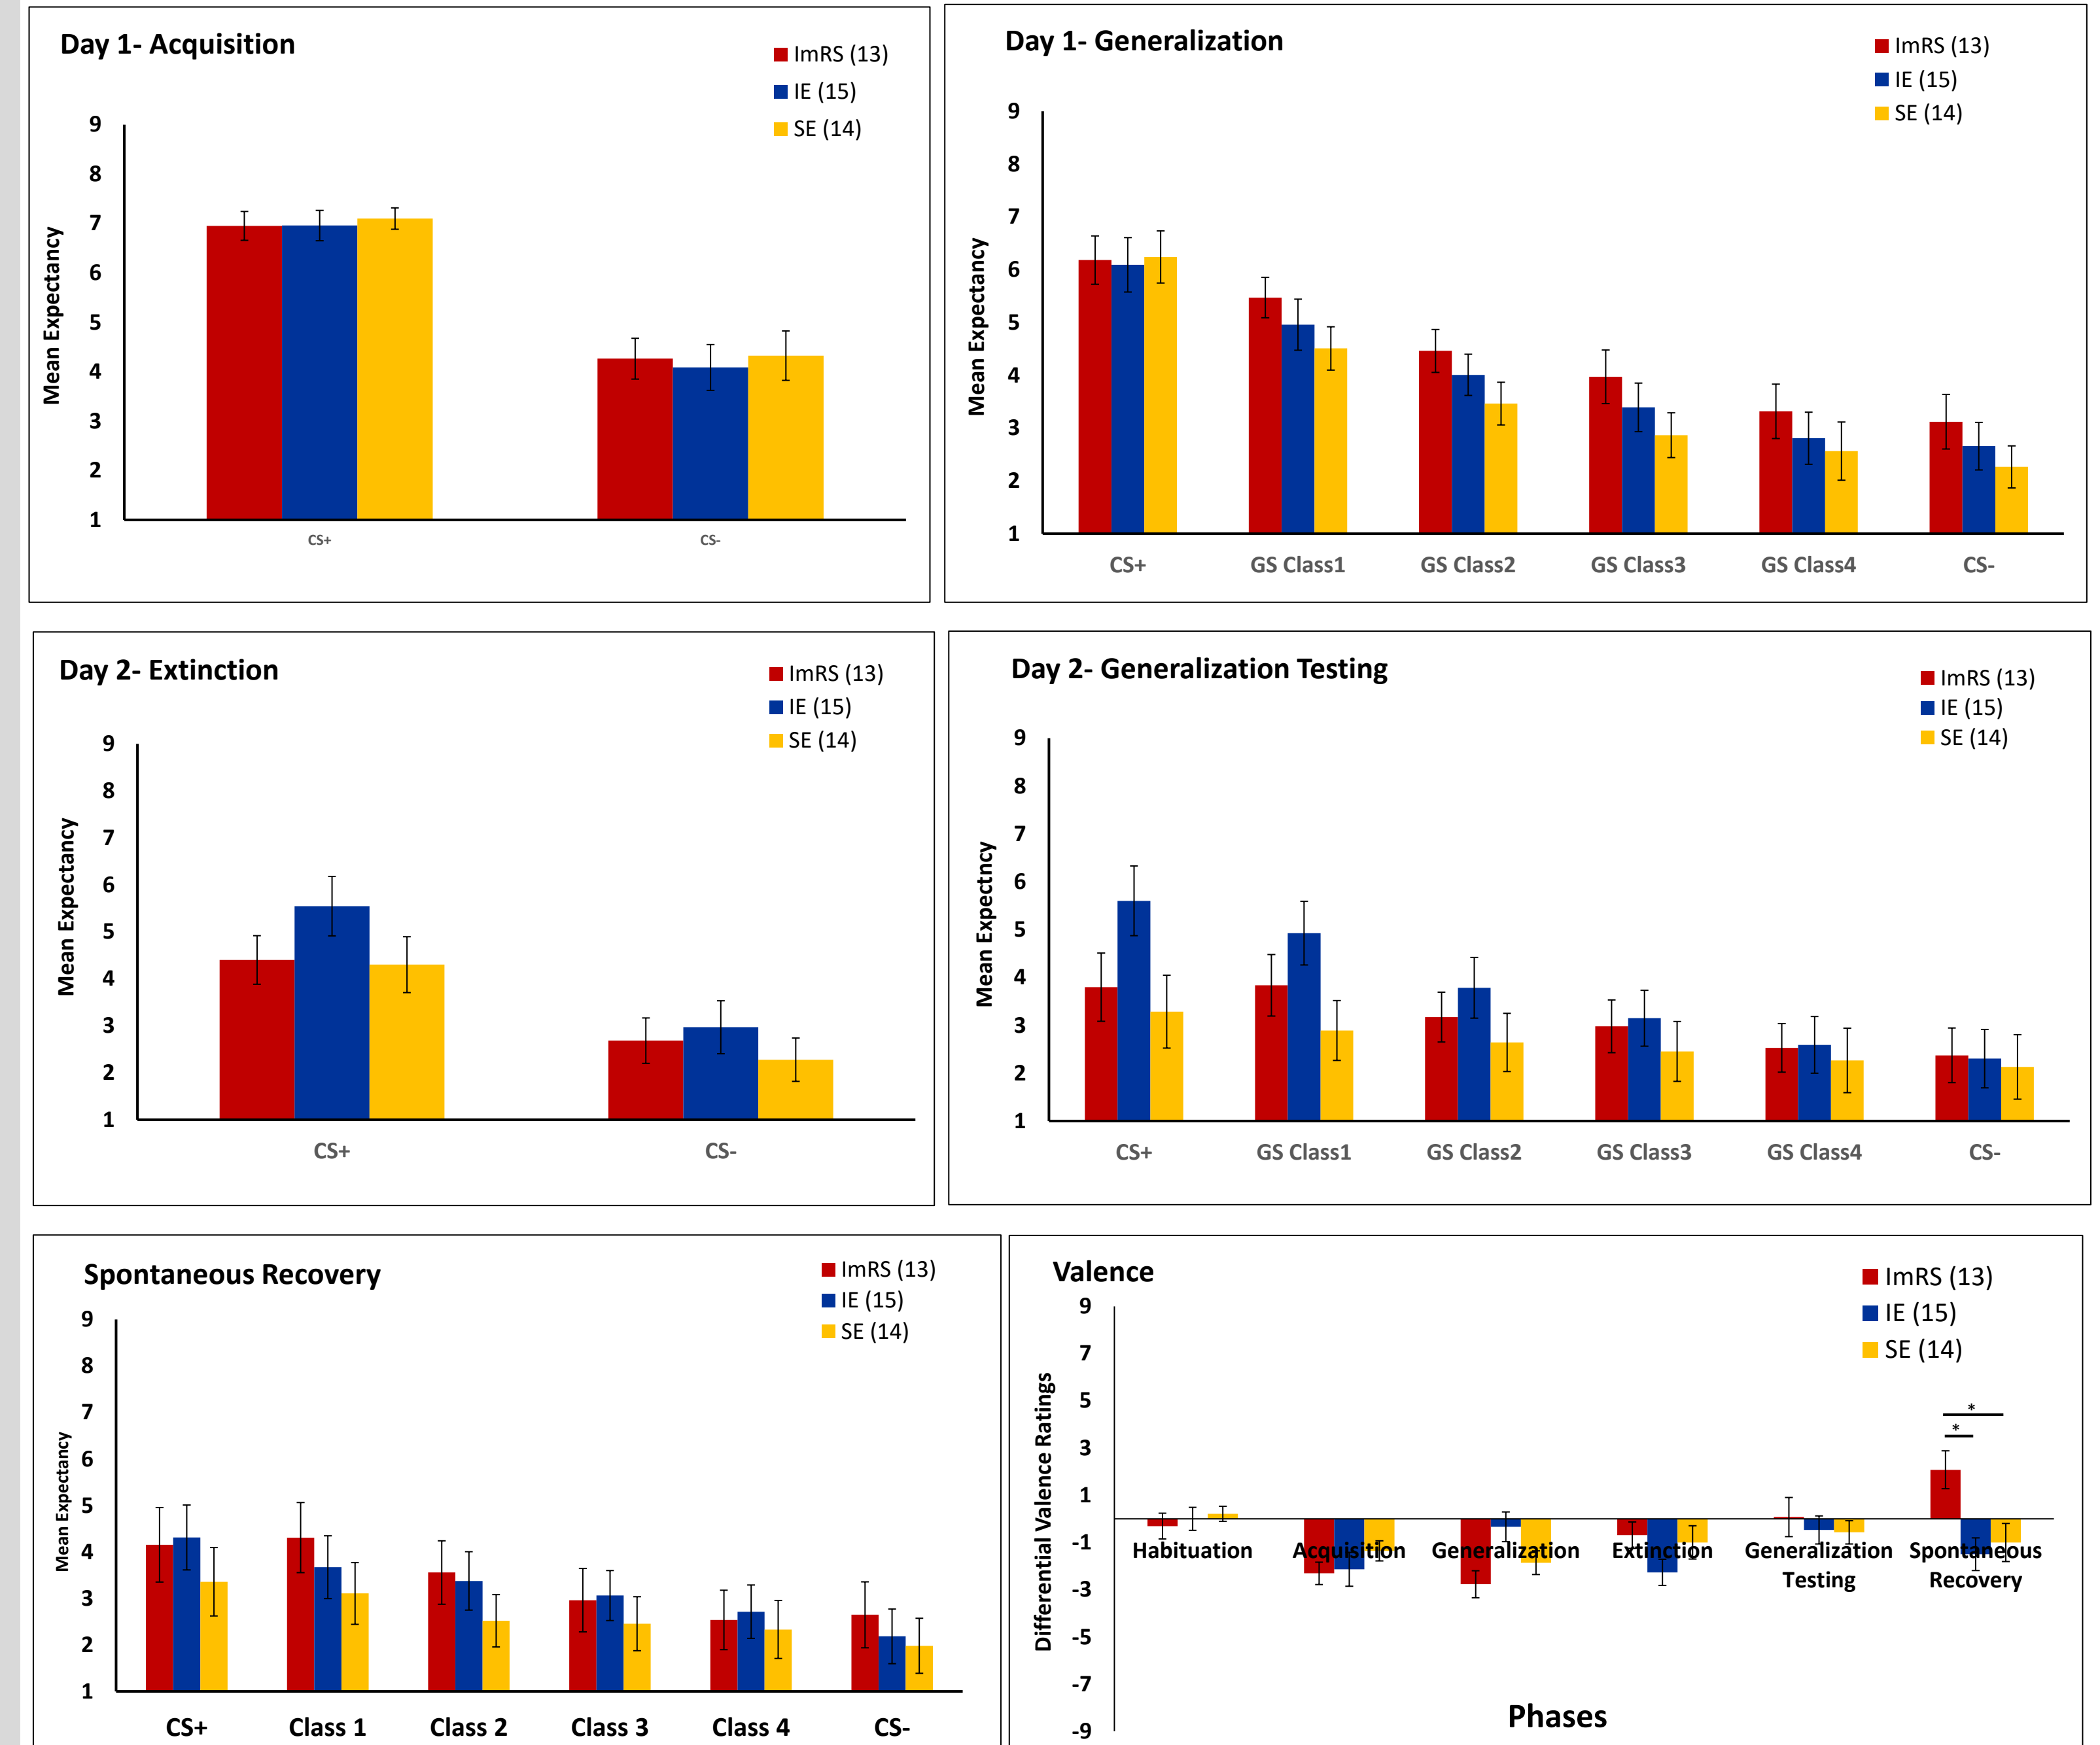 Day 1- Acquisition
ImRS (13)
IE (15)
SE (14)
9
8
7
6
5
4
3
2
1
Mean Expectancy
CS+
CS-
Day 1- Generalization
ImRS (13)
IE (15)
SE (14)
9
8
7
6
5
4
3
2
1
Mean Expectancy
CS+
GS Class1
GS Class2
GS Class3
GS Class4
CS-
Day 2- Extinction
ImRS (13)
IE (15)
SE (14)
9
8
7
6
5
4
3
2
1
Mean Expectancy
CS+
CS-
Day 2- Generalization Testing
ImRS (13)
IE (15)
SE (14)
9
8
7
6
5
4
3
2
1
Mean Expectncy
CS+
GS Class1
GS Class2
GS Class3
GS Class4
CS-
Spontaneous Recovery
ImRS (13)
IE (15)
SE (14)
9
8
7
6
5
4
3
2
1
Mean Expectancy
CS+
Class 1
Class 2
Class 3
Class 4
CS-
Valence
ImRS (13)
IE (15)
SE (14)
9
7
5
3
1
-1
-3
-5
-7
-9
Differential Valence Ratings
*
*
Habituation
Acquisition
Generalization
Extinction
Generalization
Testing
Spontaneous
Recovery
Phases